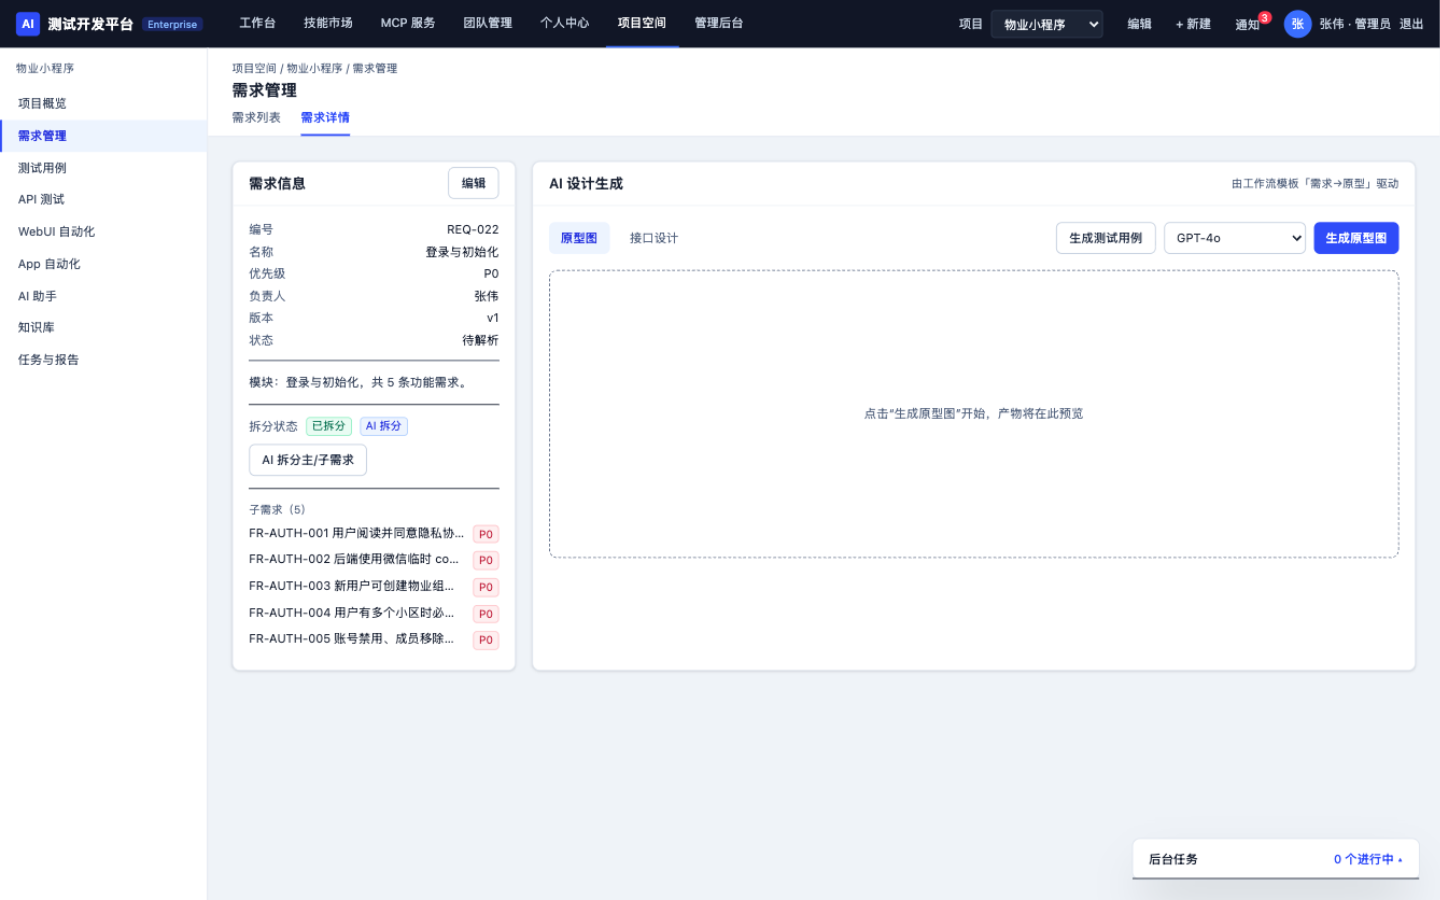 AI 测试开发平台 Enterprise 工作台 技能市场 MCP 服务 团队管理 个人中心 项目空间 管理后台 项目 物业小程序 编辑 + 新建 通知 3 张 张伟 · 管理员 退出
物业小程序
项目概览
需求管理
测试用例
API 测试
WebUI 自动化
App 自动化
AI 助手
知识库
任务与报告
项目空间 / 物业小程序 / 需求管理
需求管理
需求列表 需求详情
需求信息 编辑
编号 REQ-022
名称 登录与初始化
优先级 P0
负责人 张伟
版本 v1
状态 待解析
模块：登录与初始化，共 5 条功能需求。
拆分状态 已拆分 AI 拆分
AI 拆分主/子需求
子需求（5）
FR-AUTH-001 用户阅读并同意隐私协... P0
FR-AUTH-002 后端使用微信临时 co... P0
FR-AUTH-003 新用户可创建物业组... P0
FR-AUTH-004 用户有多个小区时必... P0
FR-AUTH-005 账号禁用、成员移除... P0
AI 设计生成 由工作流模板「需求→原型」驱动
原型图 接口设计 生成测试用例 GPT-4o 生成原型图
点击“生成原型图”开始，产物将在此预览
后台任务 0 个进行中 ▴